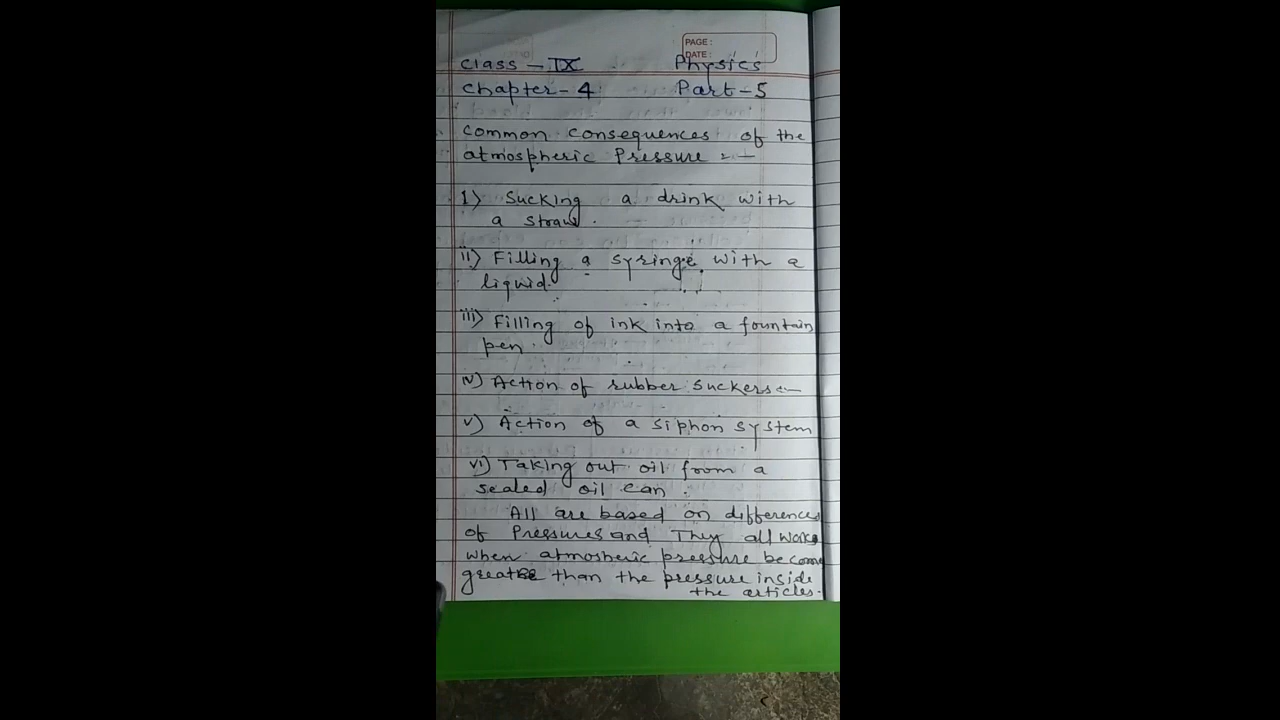 PAGE :
DATE :
Class - IX Physics
Chapter - 4 Part - 5
Common Consequences of the
atmospheric Pressure :-
i) Sucking a drink with
a straw.
ii) Filling a syringe with a
liquid.
iii) Filling of ink into a fountain
pen.
iv) Action of rubber suckers :-
v) Action of a siphon system
vi) Taking out oil from a
sealed oil can.
All are based on differences
of Pressures and They all works
when atmosheric pressure become
greater than the pressure inside
the articles.